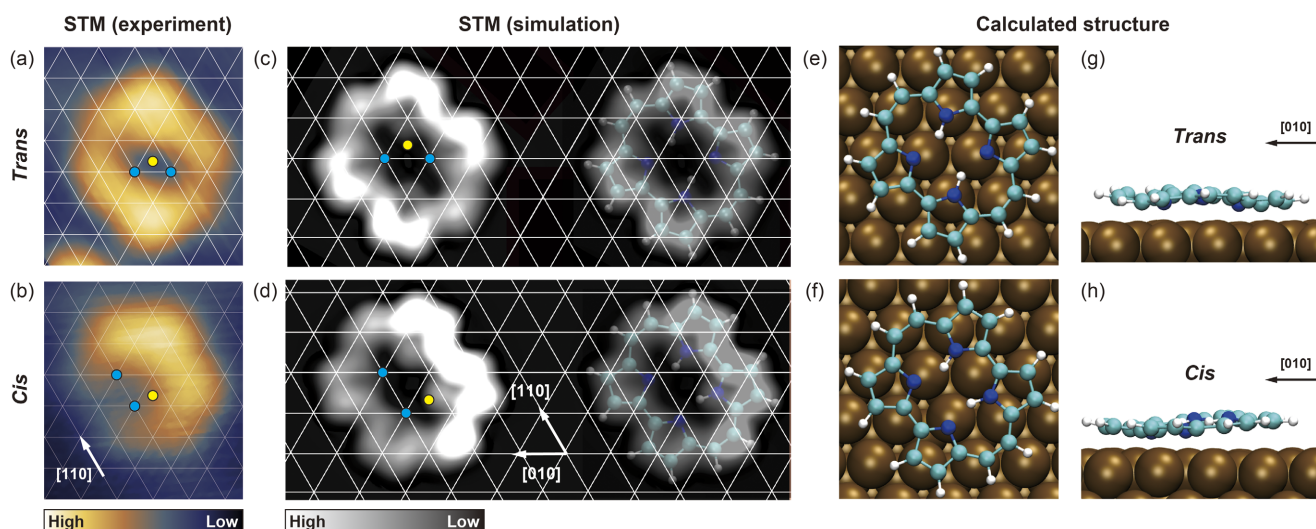 STM (experiment)
STM (simulation)
Calculated structure
(a)
(c)
(e)
(g)
Trans
[010]
Trans
(b)
(d)
(f)
(h)
Cis
[110]
[110]
[010]
[010]
Cis
High
Low
High
Low